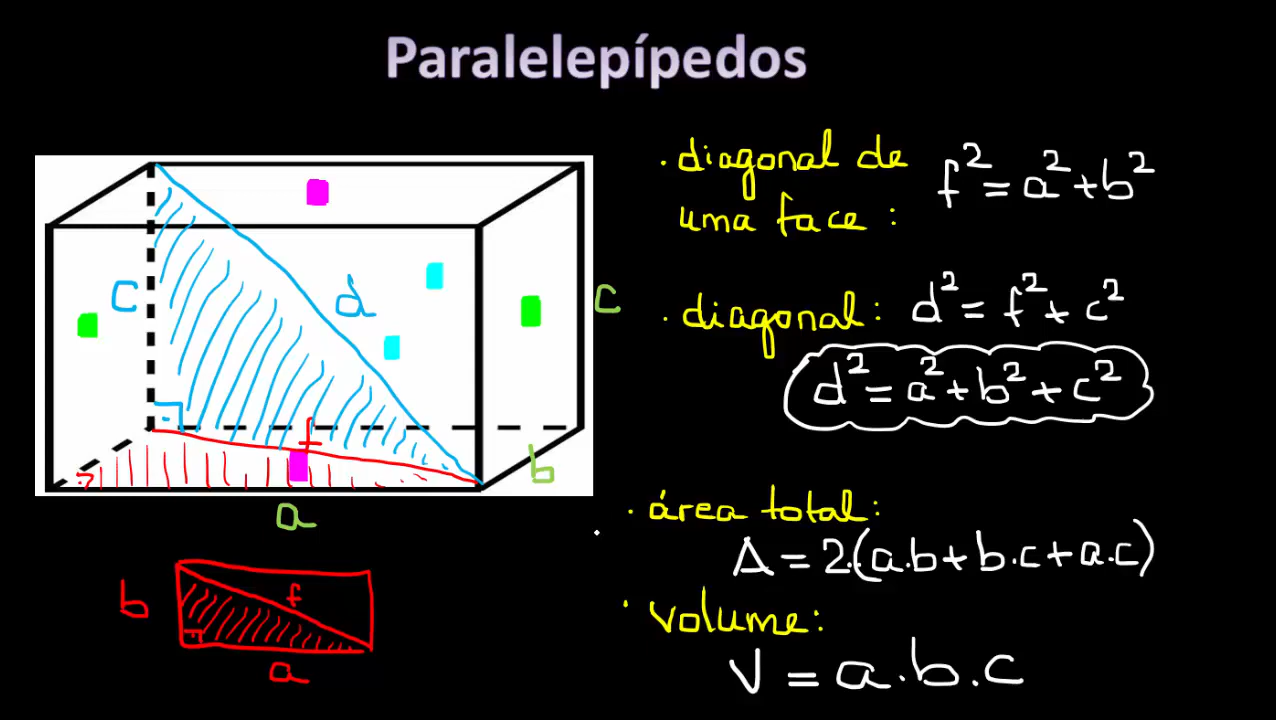 Paralelepípedos
· diagonal de
uma face : f² = a² + b²
· diagonal: d² = f² + c²
d² = a² + b² + c²
c
d
c
f
b
a
· área total:
A = 2.(a.b + b.c + a.c)
· volume:
V = a.b.c
b
f
a